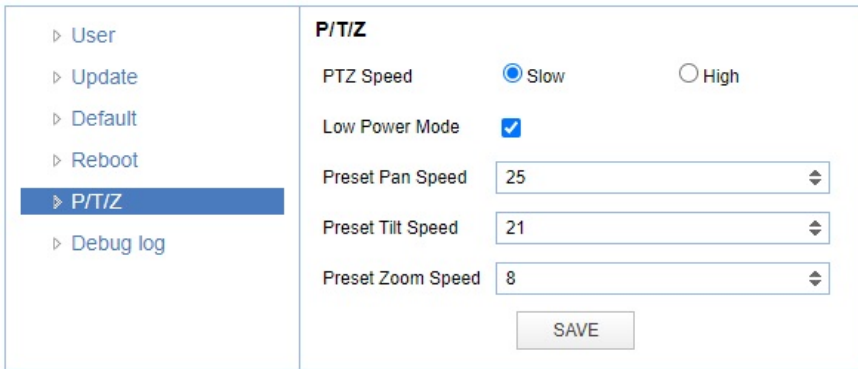 User
Update
Default
Reboot
P/T/Z
Debug log
P/T/Z
PTZ Speed Slow High
Low Power Mode
Preset Pan Speed 25
Preset Tilt Speed 21
Preset Zoom Speed 8
SAVE